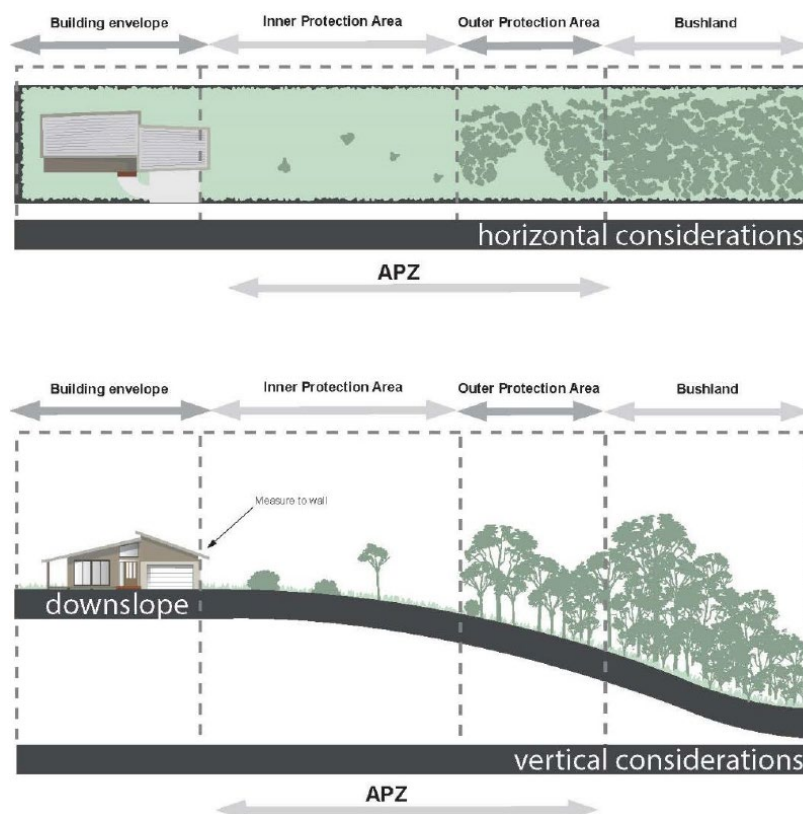 Building envelope Inner Protection Area Outer Protection Area Bushland
horizontal considerations
APZ
Building envelope Inner Protection Area Outer Protection Area Bushland
Measure to wall
downslope
vertical considerations
APZ